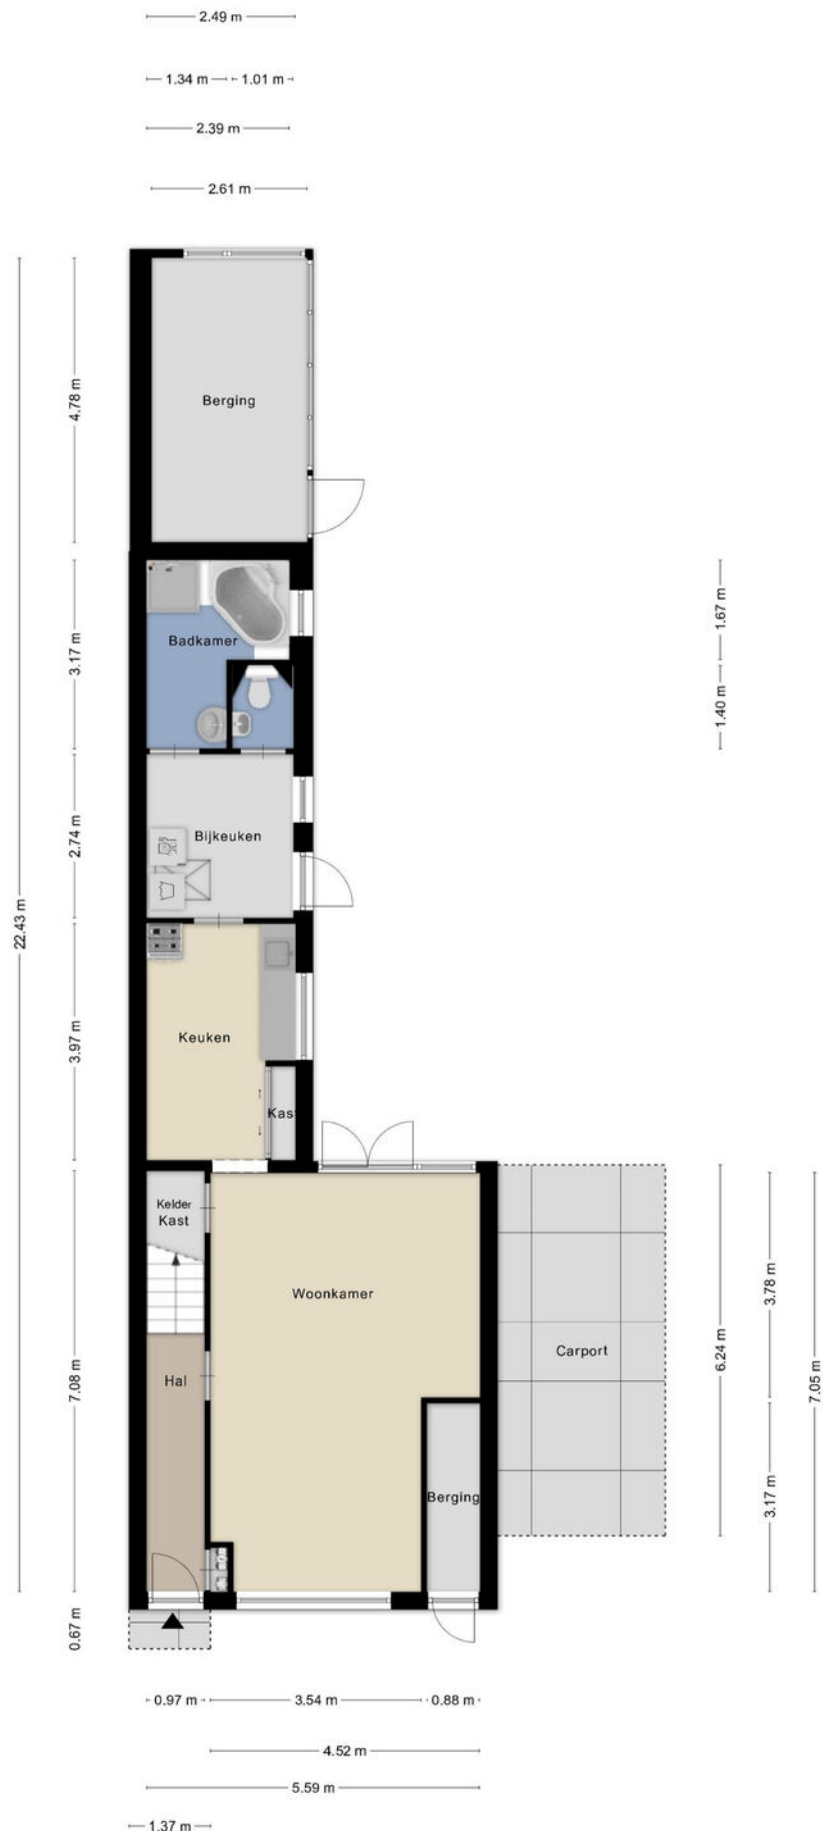 2.49 m
1.34 m
1.01 m
2.39 m
2.61 m
4.78 m
Berging
3.17 m
Badkamer
1.67 m
1.40 m
2.74 m
Bijkeuken
22.43 m
3.97 m
Keuken
Kas
Kelder
Kast
Woonkamer
7.08 m
Hal
Carport
Berging
3.78 m
6.24 m
7.05 m
3.17 m
0.67 m
0.97 m
3.54 m
0.88 m
4.52 m
5.59 m
1.37 m